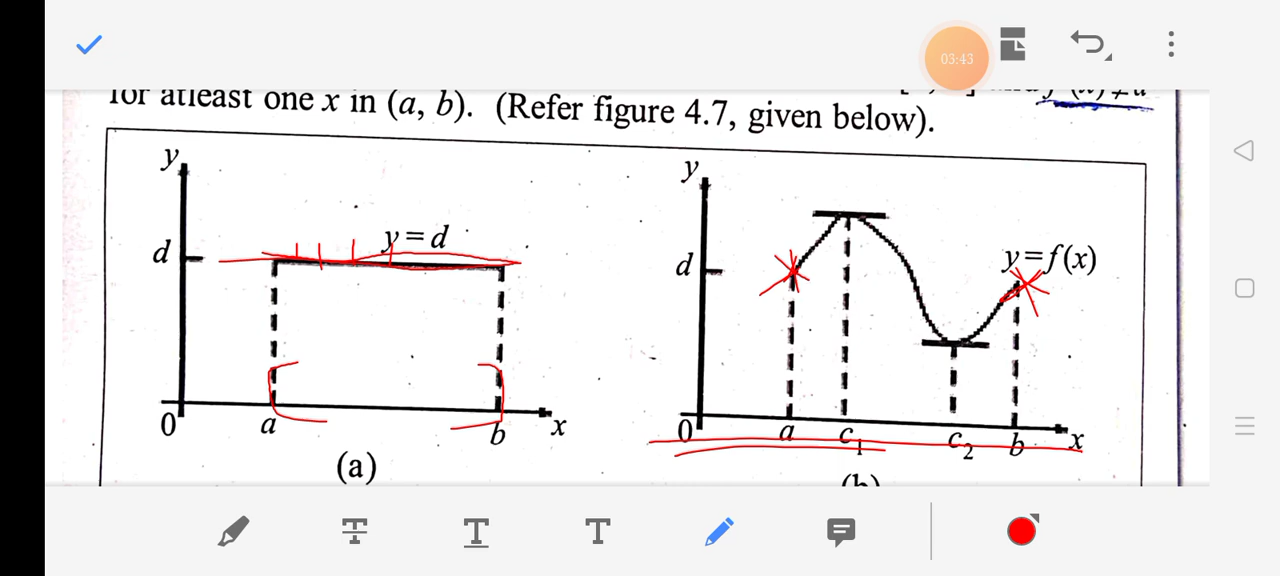 03:43
for atleast one x in (a, b). (Refer figure 4.7, given below).
y
y
d
y = d
d
y = f(x)
0
a
b
x
0
a
c₁
c₂
b
x
(a)
(b)
T
T
T